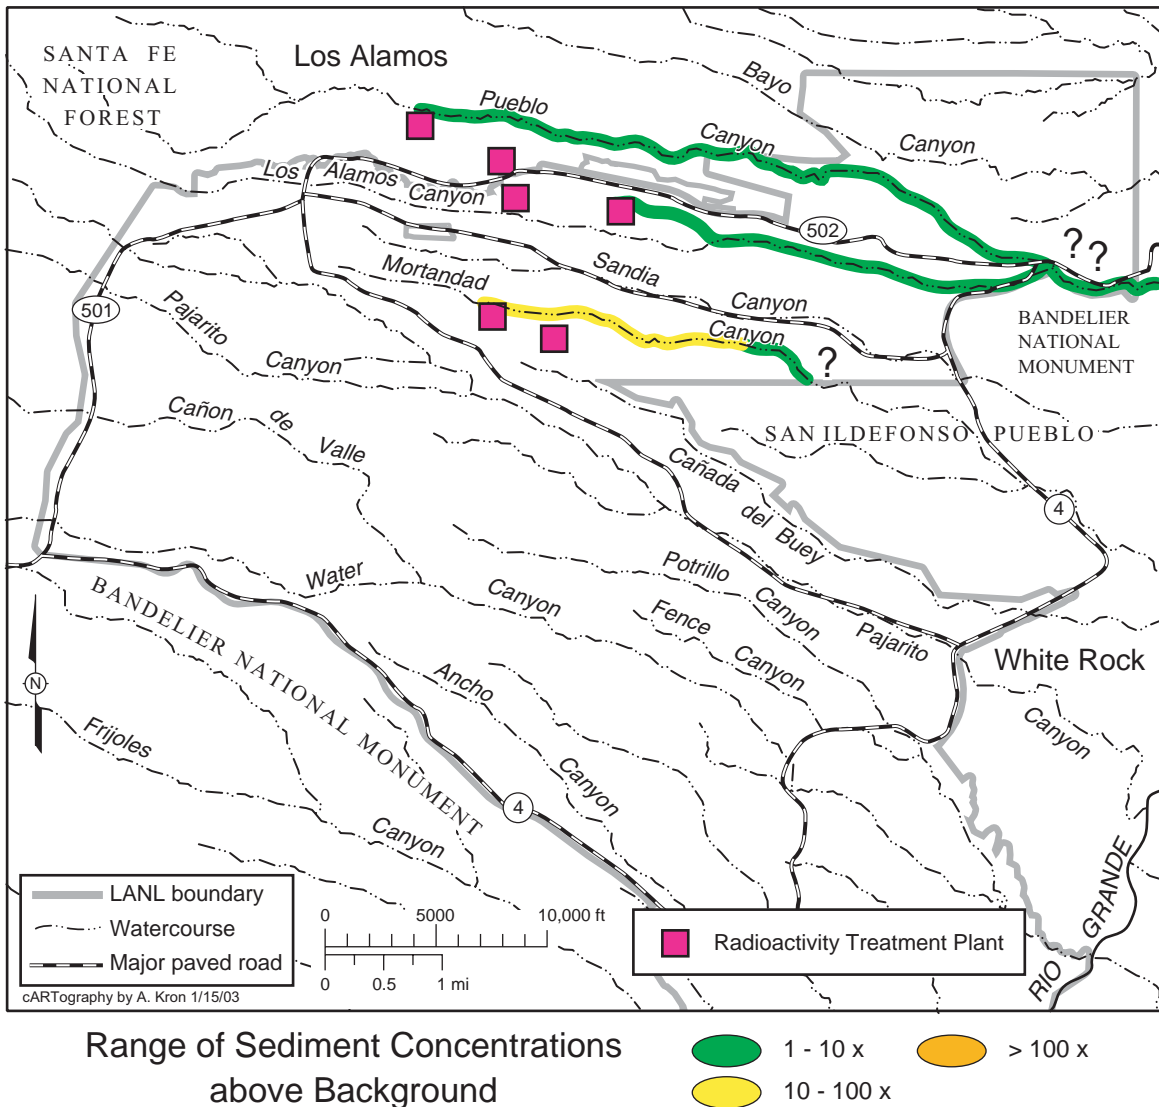 SANTA FE
NATIONAL
FOREST
Los Alamos
Bayo
Canyon
Pueblo
Canyon
Los Alamos
Canyon
502
? ?
Sandia
Canyon
Mortandad
Canyon
?
501
Pajarito
Canyon
BANDELIER
NATIONAL
MONUMENT
Cañon de Valle
SAN ILDEFONSO PUEBLO
Cañada del Buey
4
Water
Canyon
Potrillo
Canyon
Fence
Canyon
Pajarito
White Rock
Canyon
BANDELIER NATIONAL MONUMENT
N
Ancho
Canyon
Frijoles
Canyon
4
RIO GRANDE
LANL boundary
Watercourse
Major paved road
cARTography by A. Kron 1/15/03
0 5000 10,000 ft
0 0.5 1 mi
Radioactivity Treatment Plant
Range of Sediment Concentrations
above Background
1 - 10 x
> 100 x
10 - 100 x